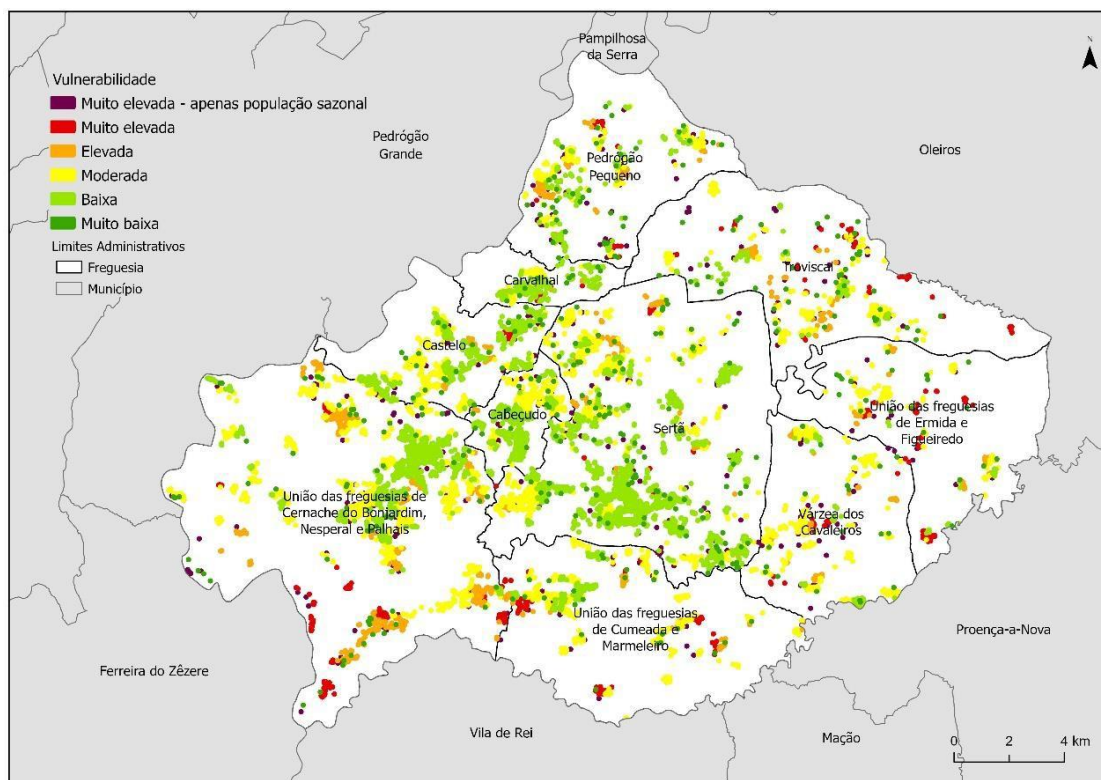 Pampilhosa
da Serra
N
Vulnerabilidade
Muito elevada - apenas população sazonal
Muito elevada
Elevada
Moderada
Baixa
Muito baixa
Limites Administrativos
Freguesia
Município
Pedrógão
Grande
Oleiros
Pedrógão
Pequeno
Troviscal
Carvalhal
Castelo
Cabeçudo
Sertã
União das freguesias
de Ermida e
Figueiredo
União das freguesias de
Cernache do Bonjardim,
Nesperal e Palhais
Várzea dos
Cavaleiros
União das freguesias
de Cumeada e
Marmeleiro
Proença-a-Nova
Ferreira do Zêzere
Vila de Rei
Mação
0 2 4 km